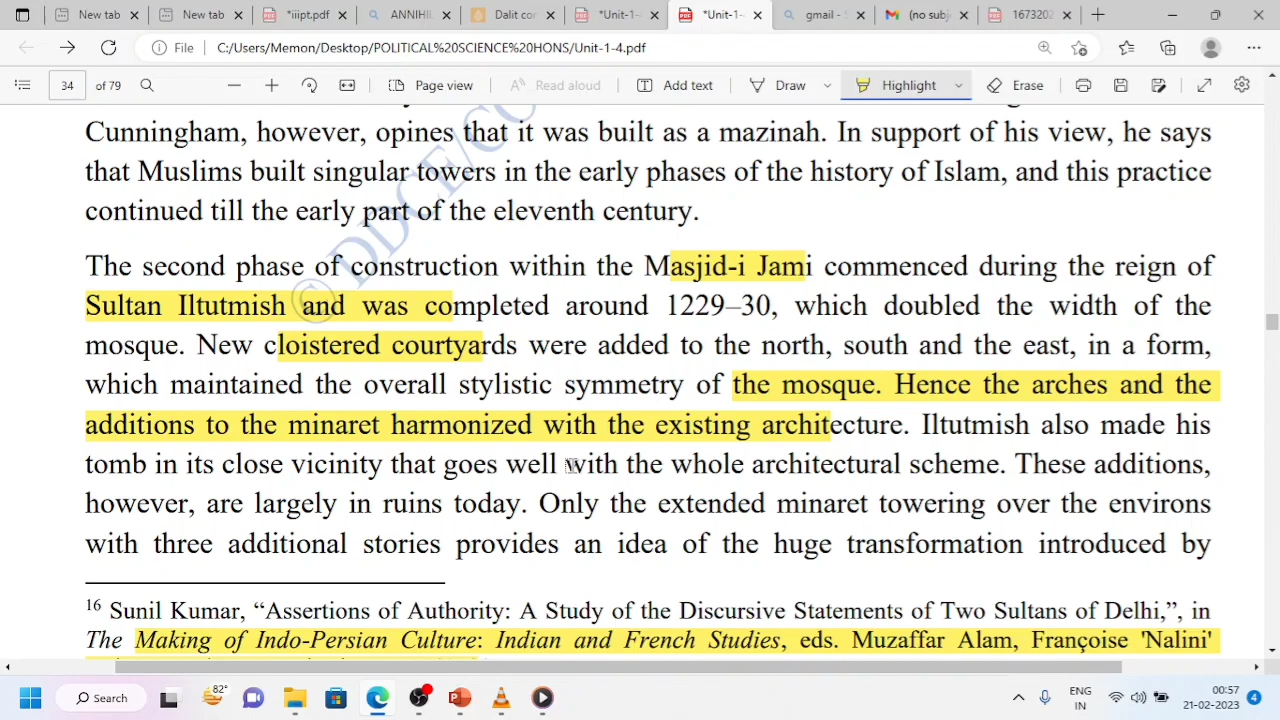 New tab
New tab
*iiipt.pdf
ANNIHIL
Dalit cor
*Unit-1-
*Unit-1-
gmail - S
(no subj
1673202
File C:/Users/Memon/Desktop/POLITICAL%20SCIENCE%20HONS/Unit-1-4.pdf
34 of 79 Page view Read aloud Add text Draw Highlight Erase
Cunningham, however, opines that it was built as a mazinah. In support of his view, he says
that Muslims built singular towers in the early phases of the history of Islam, and this practice
continued till the early part of the eleventh century.
The second phase of construction within the Masjid-i Jami commenced during the reign of
Sultan Iltutmish and was completed around 1229–30, which doubled the width of the
mosque. New cloistered courtyards were added to the north, south and the east, in a form,
which maintained the overall stylistic symmetry of the mosque. Hence the arches and the
additions to the minaret harmonized with the existing architecture. Iltutmish also made his
tomb in its close vicinity that goes well with the whole architectural scheme. These additions,
however, are largely in ruins today. Only the extended minaret towering over the environs
with three additional stories provides an idea of the huge transformation introduced by
16 Sunil Kumar, “Assertions of Authority: A Study of the Discursive Statements of Two Sultans of Delhi,”, in
The Making of Indo-Persian Culture: Indian and French Studies, eds. Muzaffar Alam, Françoise 'Nalini'
© DDCE/CO
82°
Search
ENG
IN
00:57
21-02-2023
4